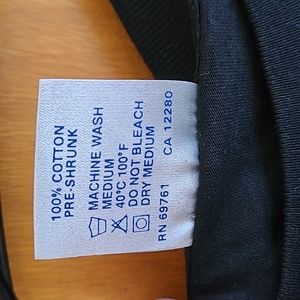 100% COTTON
PRE-SHRUNK
MACHINE WASH
MEDIUM
40°C 100°F
DO NOT BLEACH
DRY MEDIUM
RN 69761 CA 12280